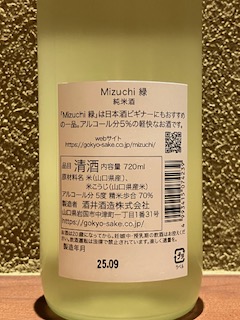 Mizuchi 緑
純米酒
「Mizuchi 緑」は日本酒ビギナーにもおすすめ
の一品。アルコール分5%の軽快なお酒です。
webサイト
https://gokyo-sake.co.jp/mizuchi/
品目 清酒 内容量 720ml
原材料名 米(山口県産)、
米こうじ(山口県産米)
アルコール分 5度 精米歩合 70%
製造者 酒井酒造株式会社
山口県岩国市中津町一丁目1番31号
https://gokyo-sake.co.jp
製造年月
25.09